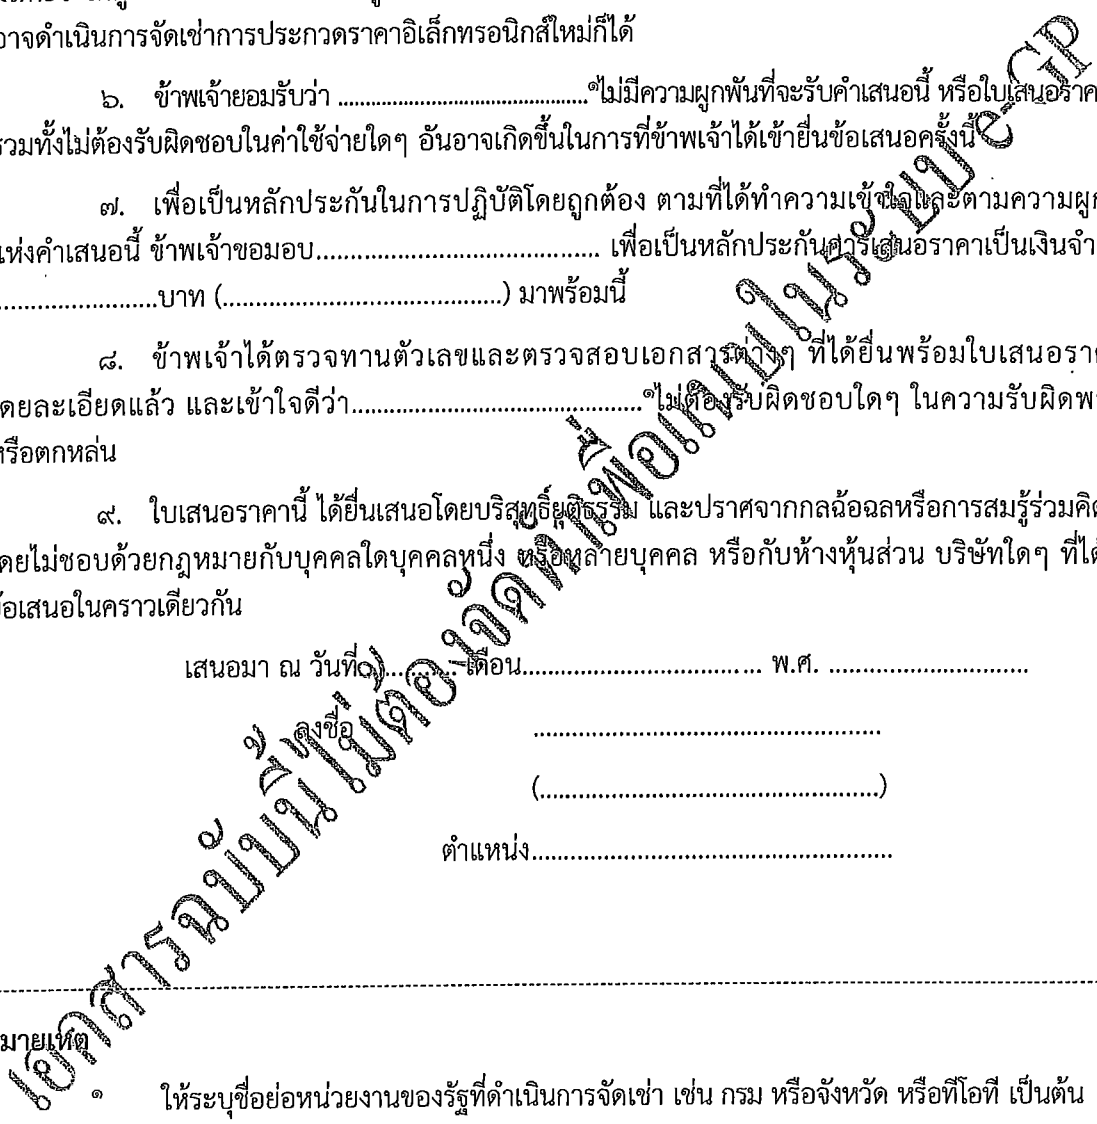 อาจดำเนินการจัดเช่าการประกวดราคาอิเล็กทรอนิกส์ใหม่ก็ได้
๖. ข้าพเจ้ายอมรับว่า ............................................๑ไม่มีความผูกพันที่จะรับคำเสนอนี้ หรือใบเสนอราค
รวมทั้งไม่ต้องรับผิดชอบในค่าใช้จ่ายใดๆ อันอาจเกิดขึ้นในการที่ข้าพเจ้าได้เข้ายื่นข้อเสนอครั้งนี้
๗. เพื่อเป็นหลักประกันในการปฏิบัติโดยถูกต้อง ตามที่ได้ทำความเข้าใจและตามความผูก
แห่งคำเสนอนี้ ข้าพเจ้าขอมอบ........................................... เพื่อเป็นหลักประกันการเสนอราคาเป็นเงินจำ
.........................บาท (..........................................) มาพร้อมนี้
๘. ข้าพเจ้าได้ตรวจทานตัวเลขและตรวจสอบเอกสารต่างๆ ที่ได้ยื่นพร้อมใบเสนอรา
โดยละเอียดแล้ว และเข้าใจดีว่า............................................๑ไม่ต้องรับผิดชอบใดๆ ในความรับผิดพ
หรือตกหล่น
๙. ใบเสนอราคานี้ ได้ยื่นเสนอโดยบริสุทธิ์ยุติธรรม และปราศจากกลฉ้อฉลหรือการสมรู้ร่วมคิด
โดยไม่ชอบด้วยกฎหมายกับบุคคลใดบุคคลหนึ่ง หรือหลายบุคคล หรือกับห้างหุ้นส่วน บริษัทใดๆ ที่ได้
ข้อเสนอในคราวเดียวกัน
เสนอมา ณ วันที่...............เดือน.................................... พ.ศ. ..............................
ลงชื่อ ....................................................
(...................................................)
ตำแหน่ง......................................................
หมายเหตุ
๑ ให้ระบุชื่อย่อหน่วยงานของรัฐที่ดำเนินการจัดเช่า เช่น กรม หรือจังหวัด หรือทีโอที เป็นต้น
เอกสารฉบับนี้ไม่ต้องจัดทำเพื่อแนบในระบบ e-GP